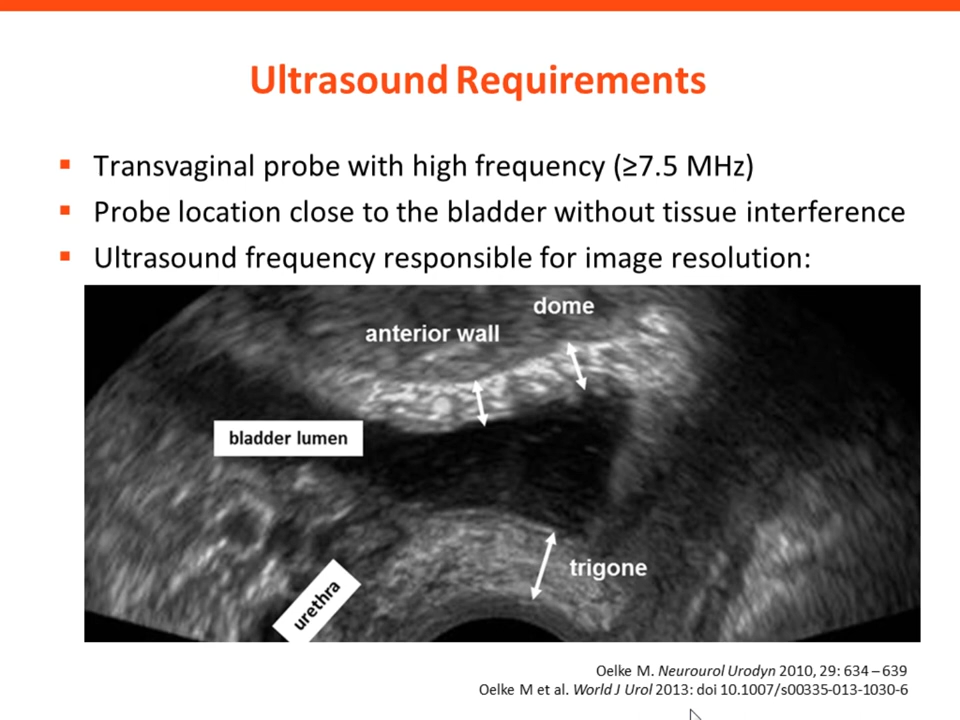 Ultrasound Requirements
▪ Transvaginal probe with high frequency (≥7.5 MHz)
▪ Probe location close to the bladder without tissue interference
▪ Ultrasound frequency responsible for image resolution:
dome
anterior wall
bladder lumen
trigone
urethra
Oelke M. Neurourol Urodyn 2010, 29: 634 – 639
Oelke M et al. World J Urol 2013: doi 10.1007/s00335-013-1030-6